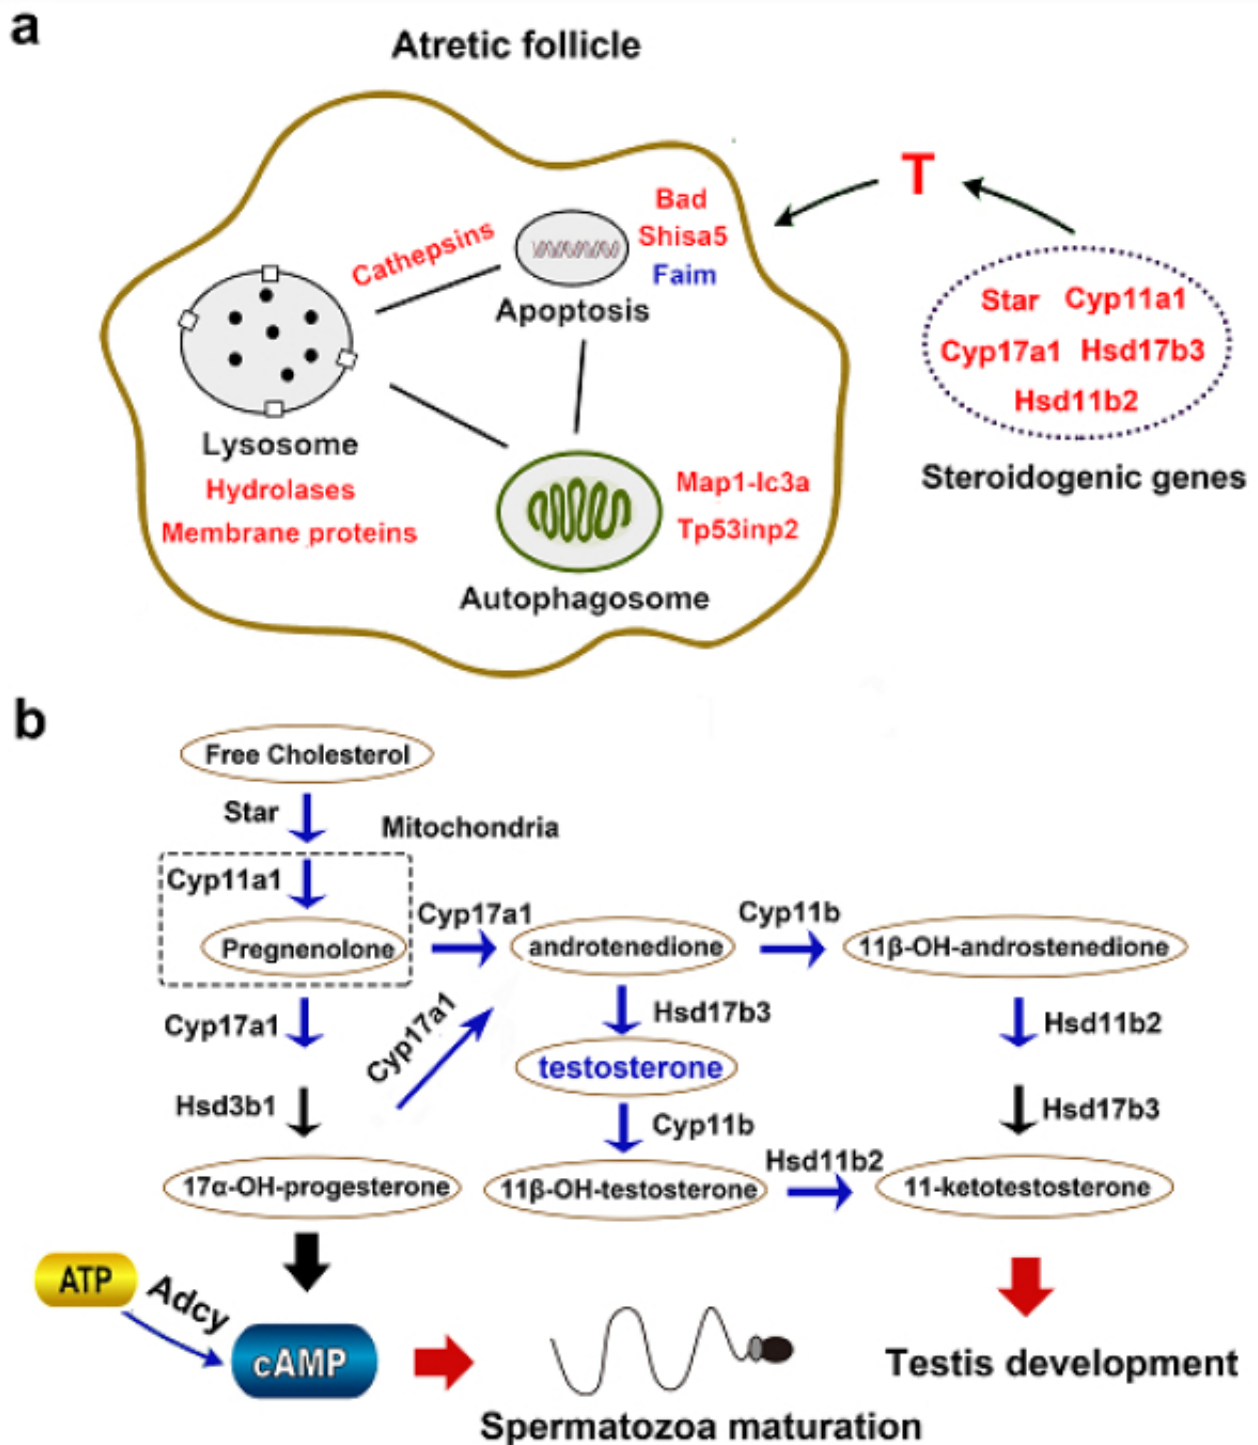 a
Atretic follicle
T
Bad
Shisa5
Faim
Cathepsins
Apoptosis
Star Cyp11a1
Cyp17a1 Hsd17b3
Hsd11b2
Steroidogenic genes
Lysosome
Hydrolases
Membrane proteins
Map1-lc3a
Tp53inp2
Autophagosome
b
Free Cholesterol
Star
Mitochondria
Cyp11a1
Pregnenolone
Cyp17a1
androtenedione
Cyp11b
11β-OH-androstenedione
Cyp17a1
Cyp17a1
Hsd17b3
Hsd11b2
testosterone
Hsd3b1
Cyp11b
Hsd17b3
17α-OH-progesterone
11β-OH-testosterone
Hsd11b2
11-ketotestosterone
ATP
Adcy
cAMP
Spermatozoa maturation
Testis development